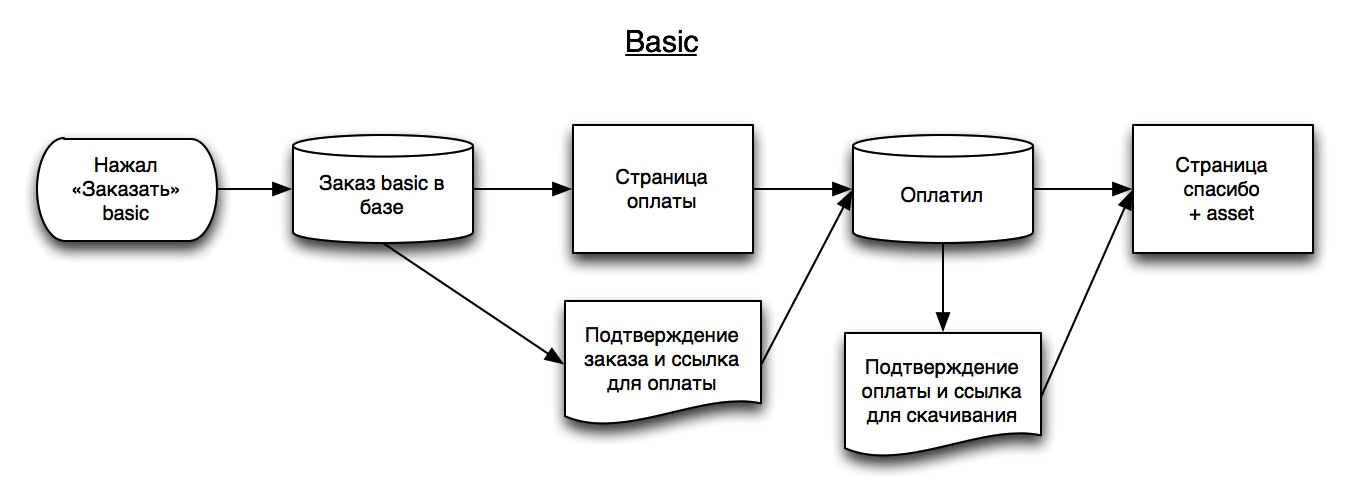 Basic
Нажал
«Заказать»
basic
Заказ basic в
базе
Страница
оплаты
Оплатил
Страница
спасибо
+ asset
Подтверждение
заказа и ссылка
для оплаты
Подтверждение
оплаты и ссылка
для скачивания